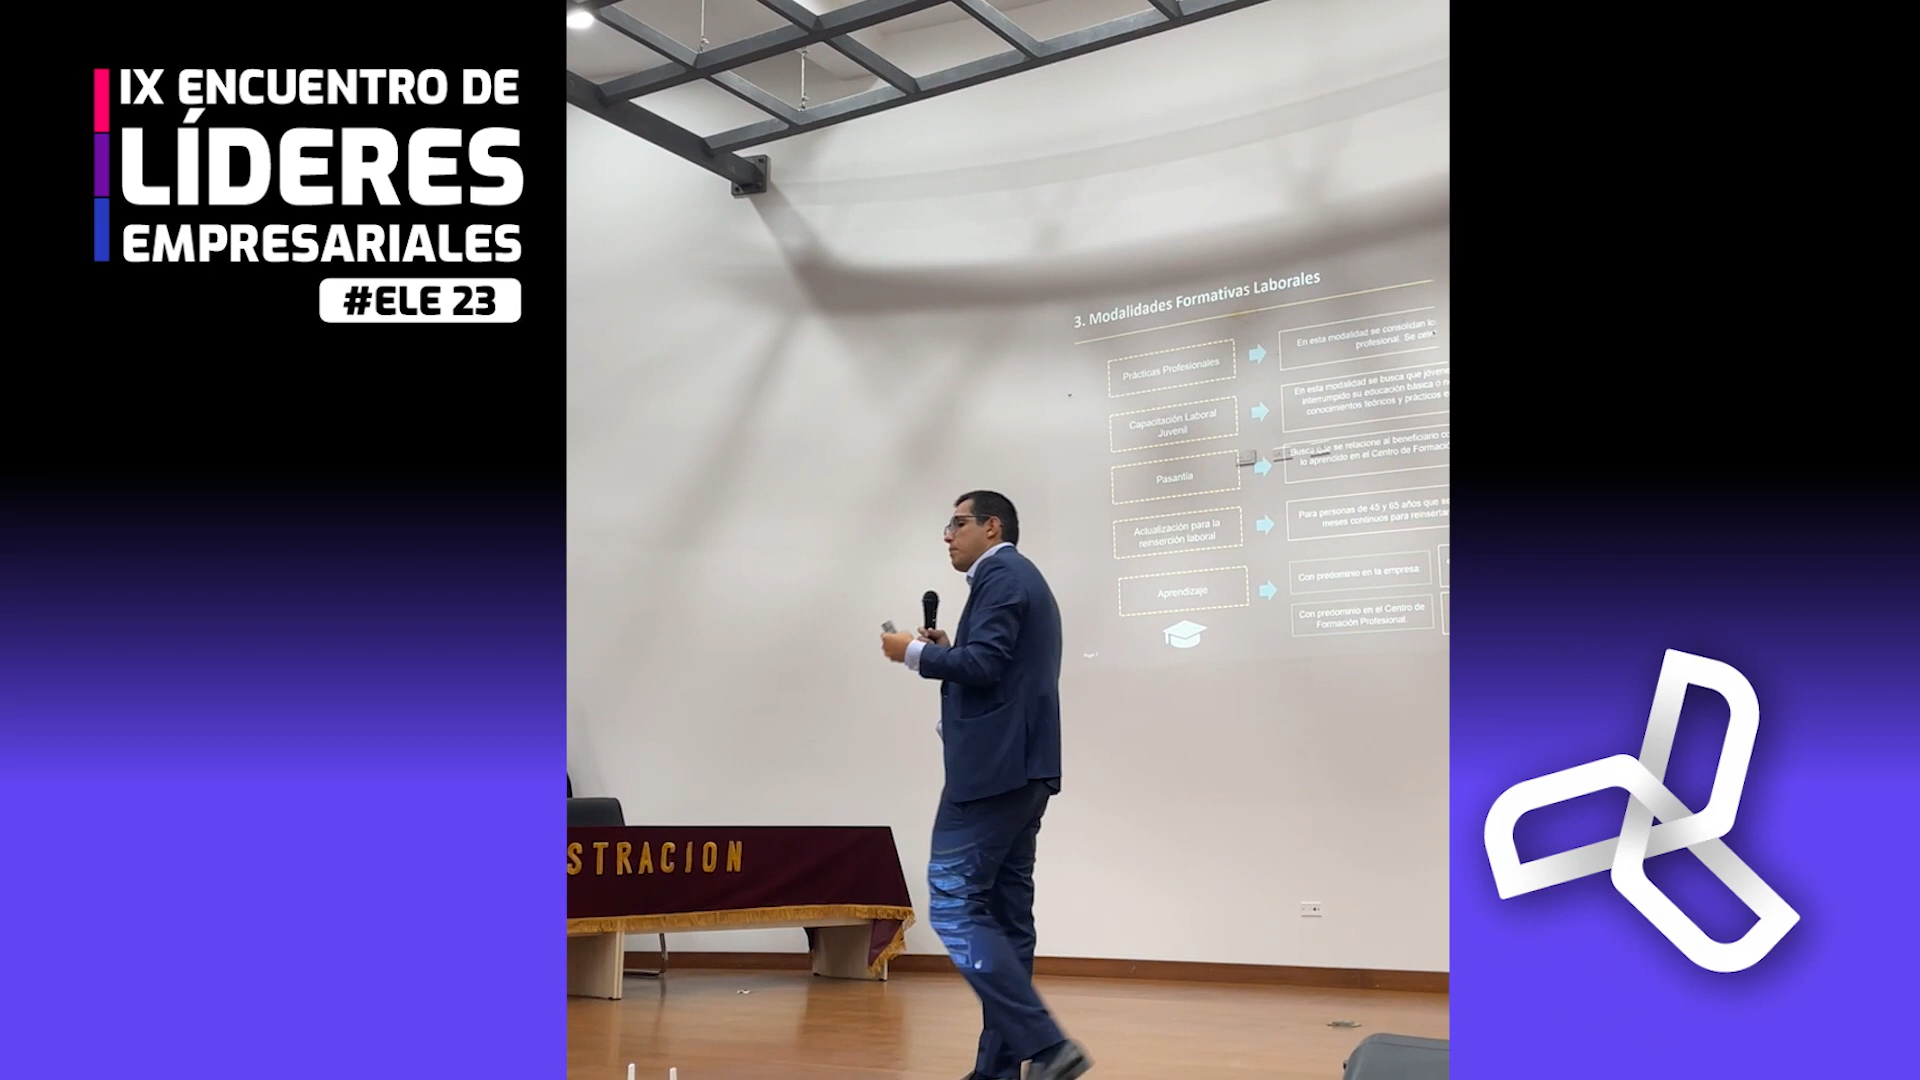 IX ENCUENTRO DE
LÍDERES
EMPRESARIALES
#ELE 23
3. Modalidades Formativas Laborales
Prácticas Profesionales
En esta modalidad se consolidan
profesional. Se
Capacitación Laboral
Juvenil
En esta modalidad se busca que
interrumpido su educación básica o
conocimientos teóricos y prácticos
Pasantía
Busca que se relacione al beneficiario
lo aprendido en el Centro de
Actualización para la
reinserción laboral
Para personas de 45 y 65 años que
meses continuos para
Aprendizaje
Con predominio en la empresa.
Con predominio en el Centro de
Formación Profesional.
STRACION